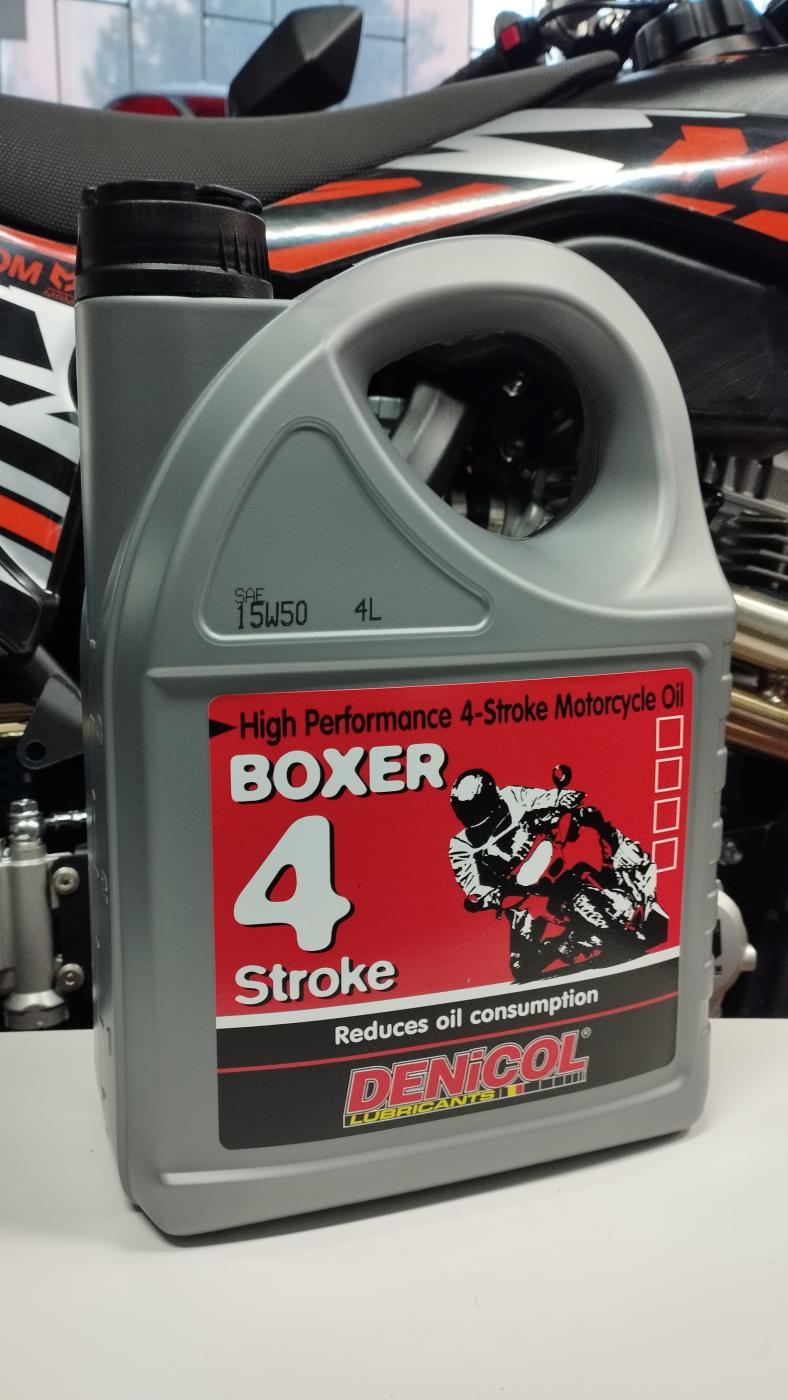 SAE
15W50 4L
High Performance 4-Stroke Motorcycle Oil
BOXER
4
Stroke
Reduces oil consumption
DENiCOL®
LUBRICANTS